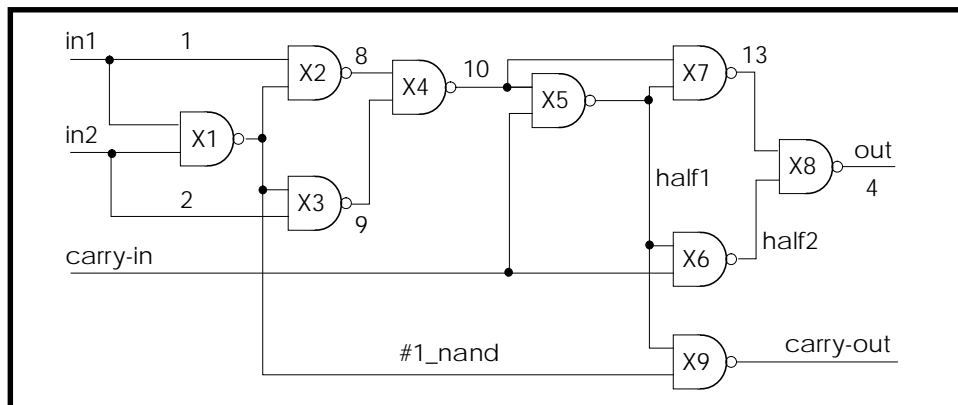 in1
1
X2
8
X4
10
X7
13
X5
X1
in2
X8
out
4
half1
2
X3
9
carry-in
X6
half2
#1_nand
X9
carry-out